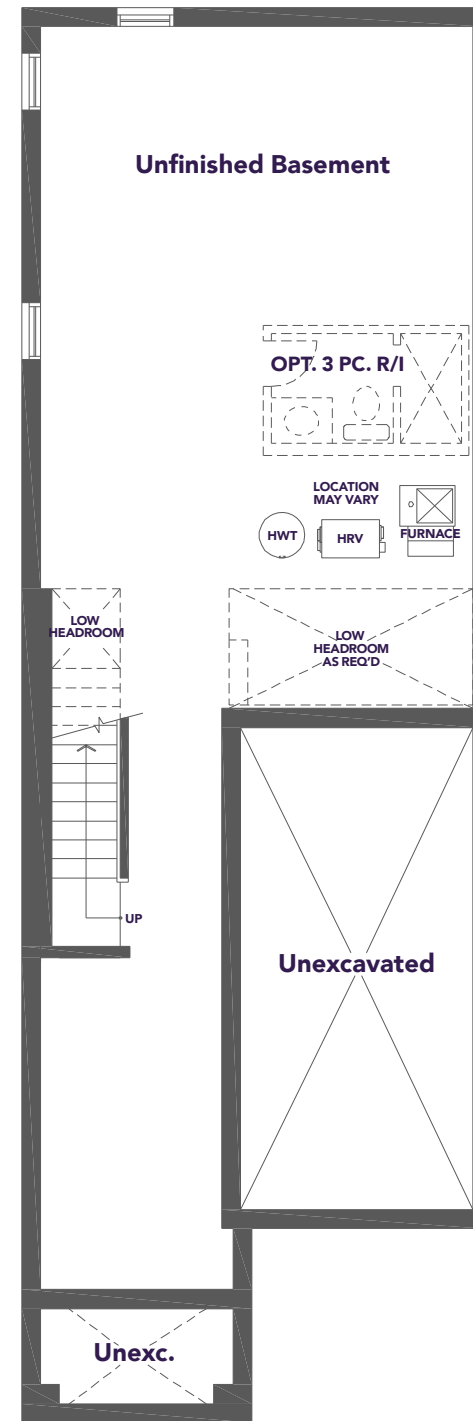 Unfinished Basement
OPT. 3 PC. R/I
LOCATION
MAY VARY
HWT
HRV
FURNACE
LOW
HEADROOM
LOW
HEADROOM
AS REQ'D
UP
Unexcavated
Unexc.